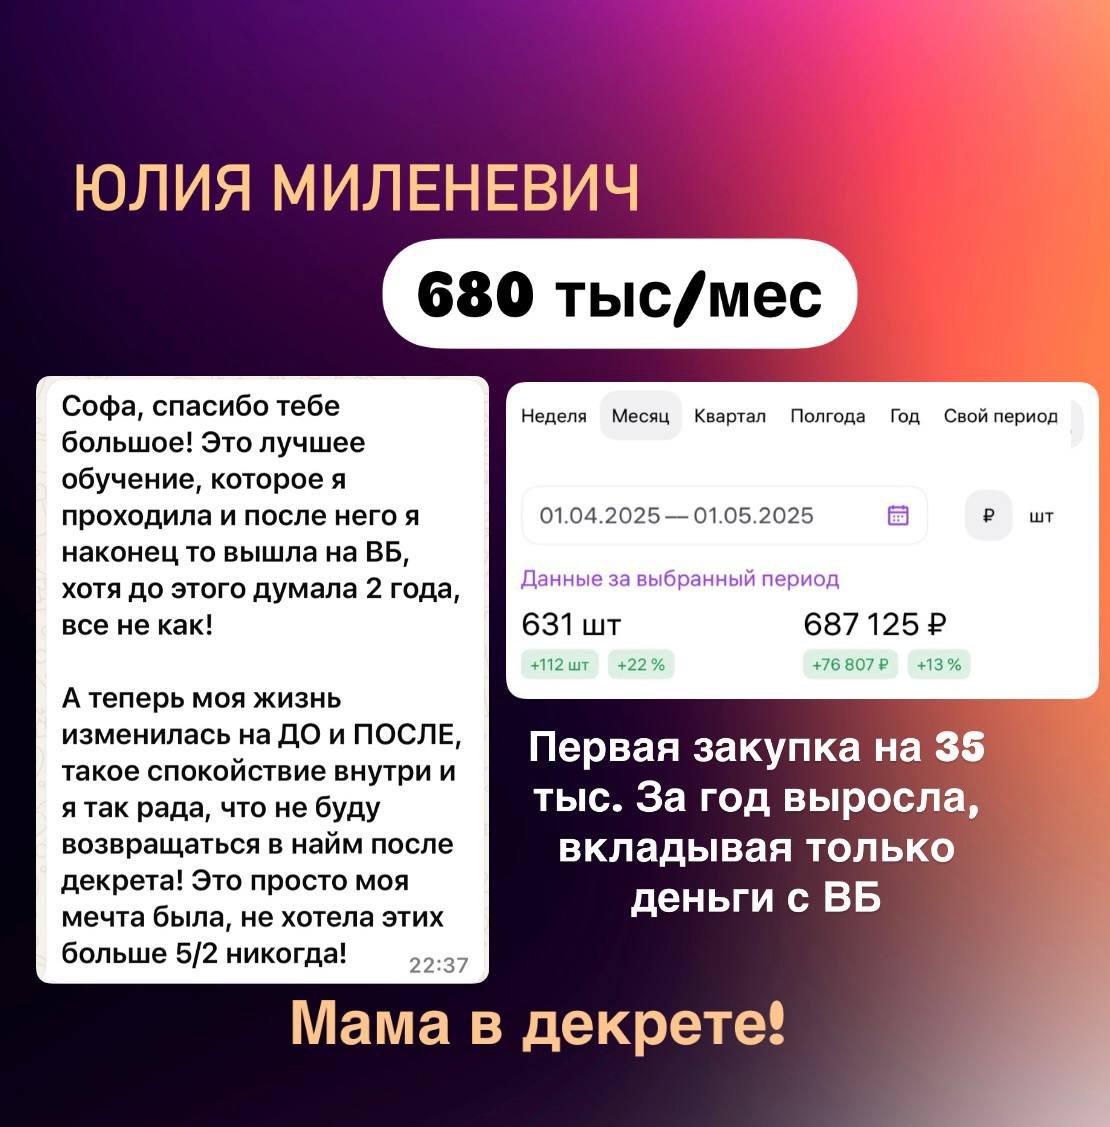 ЮЛИЯ МИЛЕНЕВИЧ
680 тыс/мес
Софа, спасибо тебе
большое! Это лучшее
обучение, которое я
проходила и после него я
наконец то вышла на ВБ,
хотя до этого думала 2 года,
все не как!
А теперь моя жизнь
изменилась на ДО и ПОСЛЕ,
такое спокойствие внутри и
я так рада, что не буду
возвращаться в найм после
декрета! Это просто моя
мечта была, не хотела этих
больше 5/2 никогда!
22:37
Неделя Месяц Квартал Полгода Год Свой период
01.04.2025 — 01.05.2025 ₽ шт
Данные за выбранный период
631 шт 687 125 ₽
+112 шт +22 % +76 807 ₽ +13 %
Первая закупка на 35
тыс. За год выросла,
вкладывая только
деньги с ВБ
Мама в декрете!